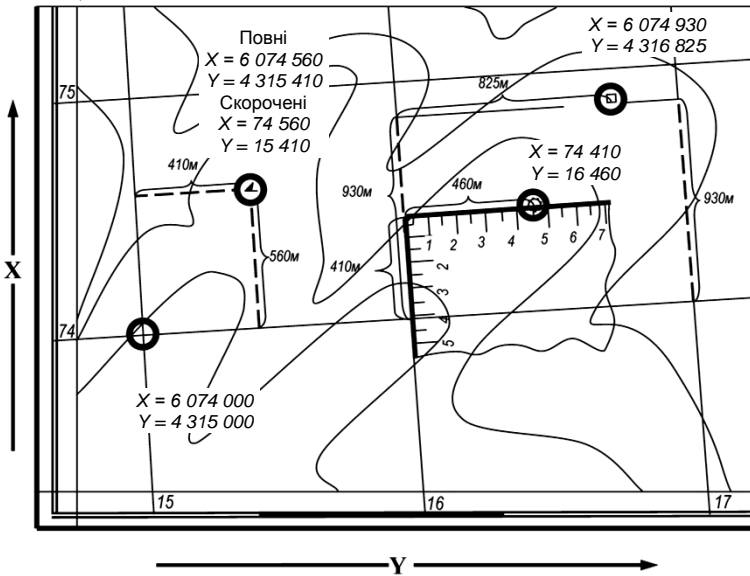 Повні
X = 6 074 560
Y = 4 315 410
Скорочені
X = 74 560
Y = 15 410
X = 6 074 930
Y = 4 316 825
75
825м
410м
930м
460м
X = 74 410
Y = 16 460
930м
1 2 3 4 5 6 7
560м
410м
2
3
4
5
X
74
X = 6 074 000
Y = 4 315 000
15
16
17
Y